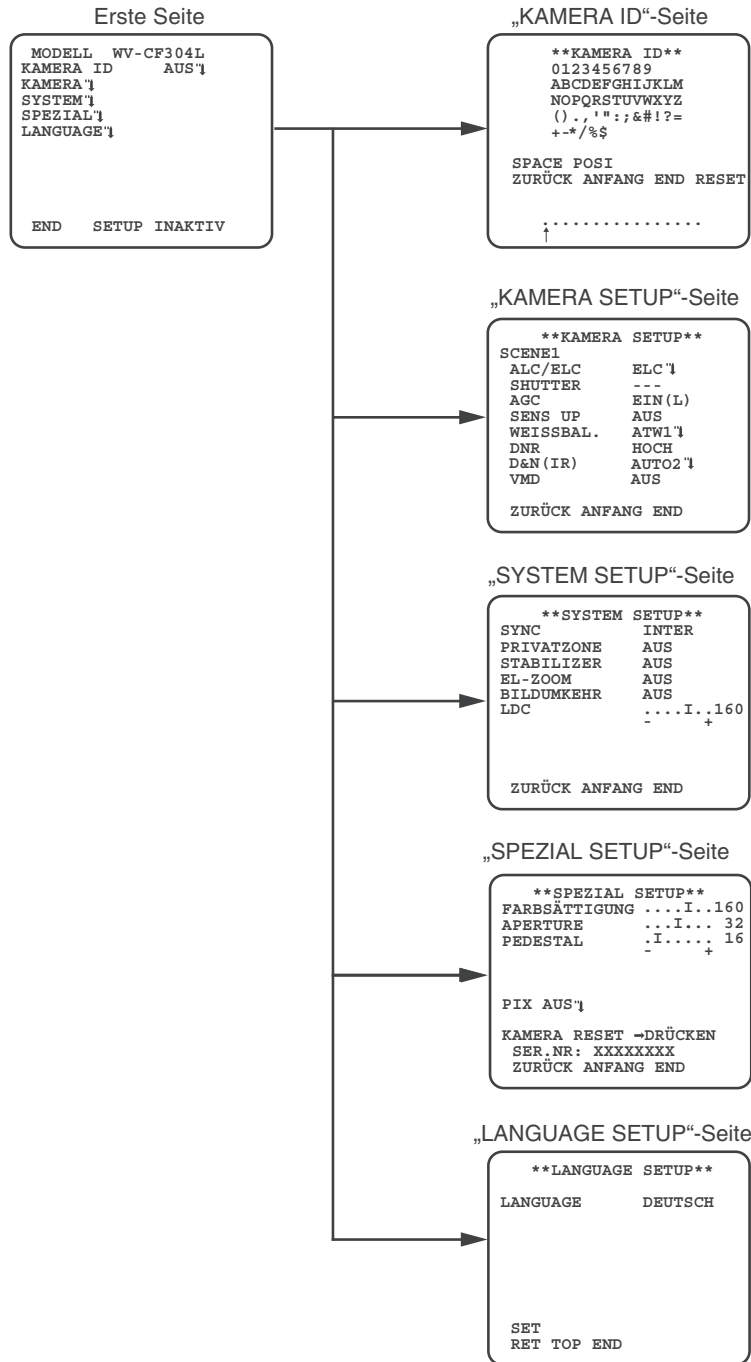 Erste Seite
MODELL WV-CF304L
KAMERA ID AUS
KAMERA
SYSTEM
SPEZIAL
LANGUAGE
END SETUP INAKTIV
„KAMERA ID“-Seite
**KAMERA ID**
0123456789
ABCDEFGHIJKLM
NOPQRSTUVWXYZ
().,'":;&#!?=
+-*/%$
SPACE POSI
ZURÜCK ANFANG END RESET
................
↑
„KAMERA SETUP“-Seite
**KAMERA SETUP**
SCENE1
ALC/ELC ELC
SHUTTER ---
AGC EIN(L)
SENS UP AUS
WEISSBAL. ATW1
DNR HOCH
D&N(IR) AUTO2
VMD AUS
ZURÜCK ANFANG END
„SYSTEM SETUP“-Seite
**SYSTEM SETUP**
SYNC INTER
PRIVATZONE AUS
STABILIZER AUS
EL-ZOOM AUS
BILDUMKEHR AUS
LDC ....I..160
- +
ZURÜCK ANFANG END
„SPEZIAL SETUP“-Seite
**SPEZIAL SETUP**
FARBSÄTTIGUNG ....I..160
APERTURE ...I... 32
PEDESTAL .I..... 16
- +
PIX AUS
KAMERA RESET →DRÜCKEN
SER.NR: XXXXXXXX
ZURÜCK ANFANG END
„LANGUAGE SETUP“-Seite
**LANGUAGE SETUP**
LANGUAGE DEUTSCH
SET
RET TOP END